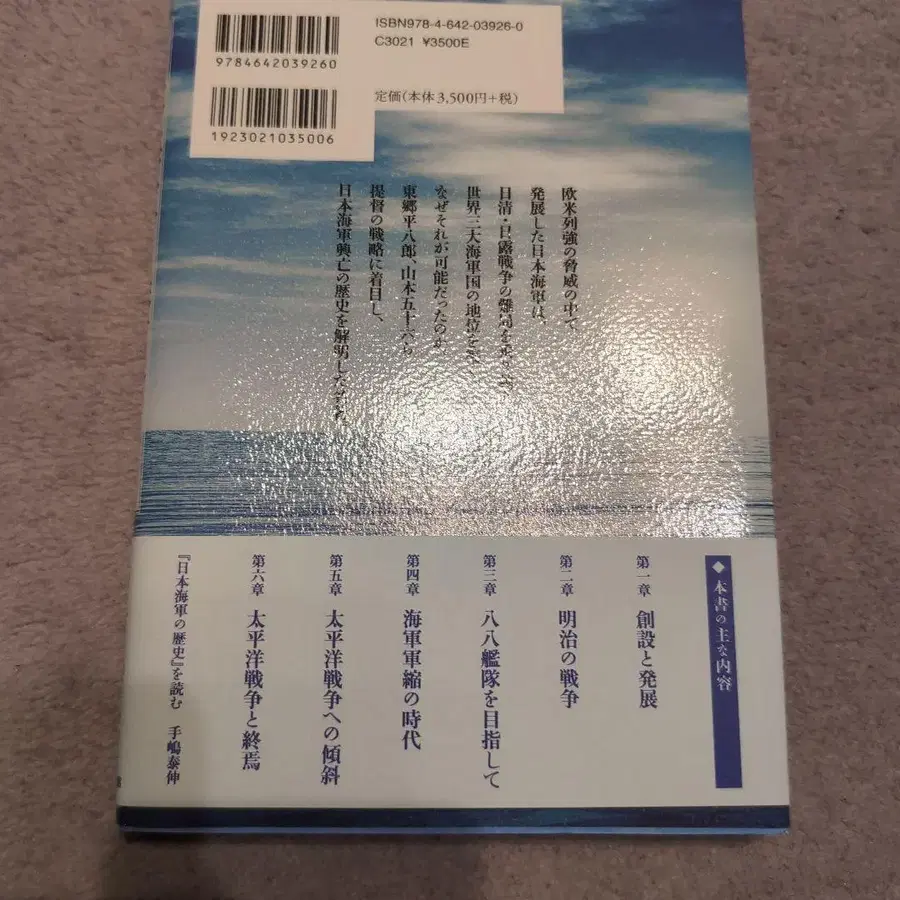 ISBN978-4-642-03926-0
C3021 ¥3500E
9784642039260
定価(本体3,500円+税)
1923021035006
欧米列強の脅威の中で、
発展した日本海軍は、
日清・日露戦争の難局を
世界三大海軍国の地位を
なぜそれが可能だったのか
東郷平八郎、山本五十六ら
提督の戦略に着目し、
日本海軍興亡の歴史を解明した
◆本書の主な内容
第一章 創設と発展
第二章 明治の戦争
第三章 八八艦隊を目指して
第四章 海軍軍縮の時代
第五章 太平洋戦争への傾斜
第六章 太平洋戦争と終焉
『日本海軍の歴史』を読む 手嶋泰伸